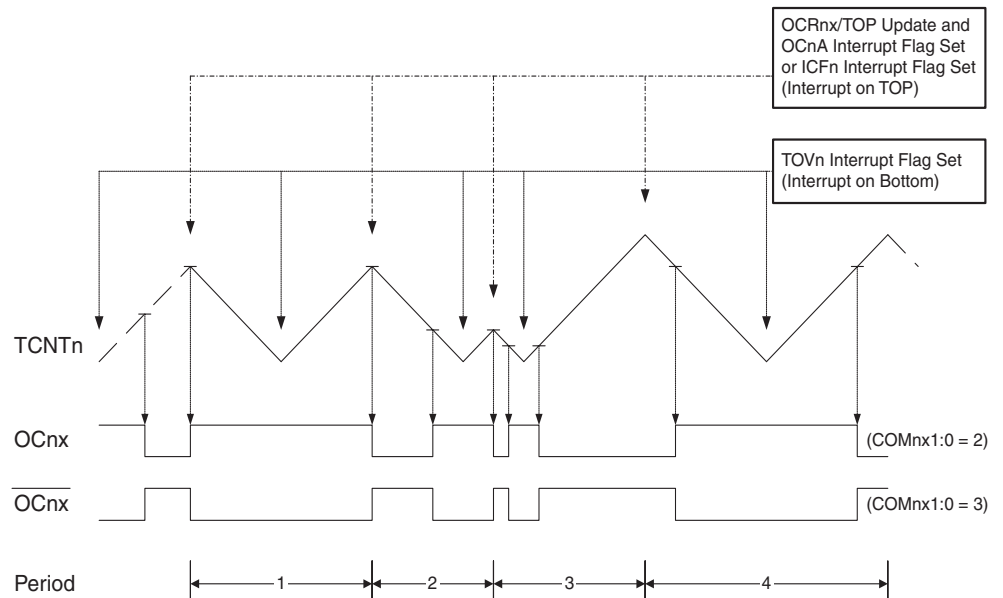 OCRnx/TOP Update and
OCnA Interrupt Flag Set
or ICFn Interrupt Flag Set
(Interrupt on TOP)
TOVn Interrupt Flag Set
(Interrupt on Bottom)
TCNTn
OCnx
(COMnx1:0 = 2)
OCnx
(COMnx1:0 = 3)
Period
1
2
3
4